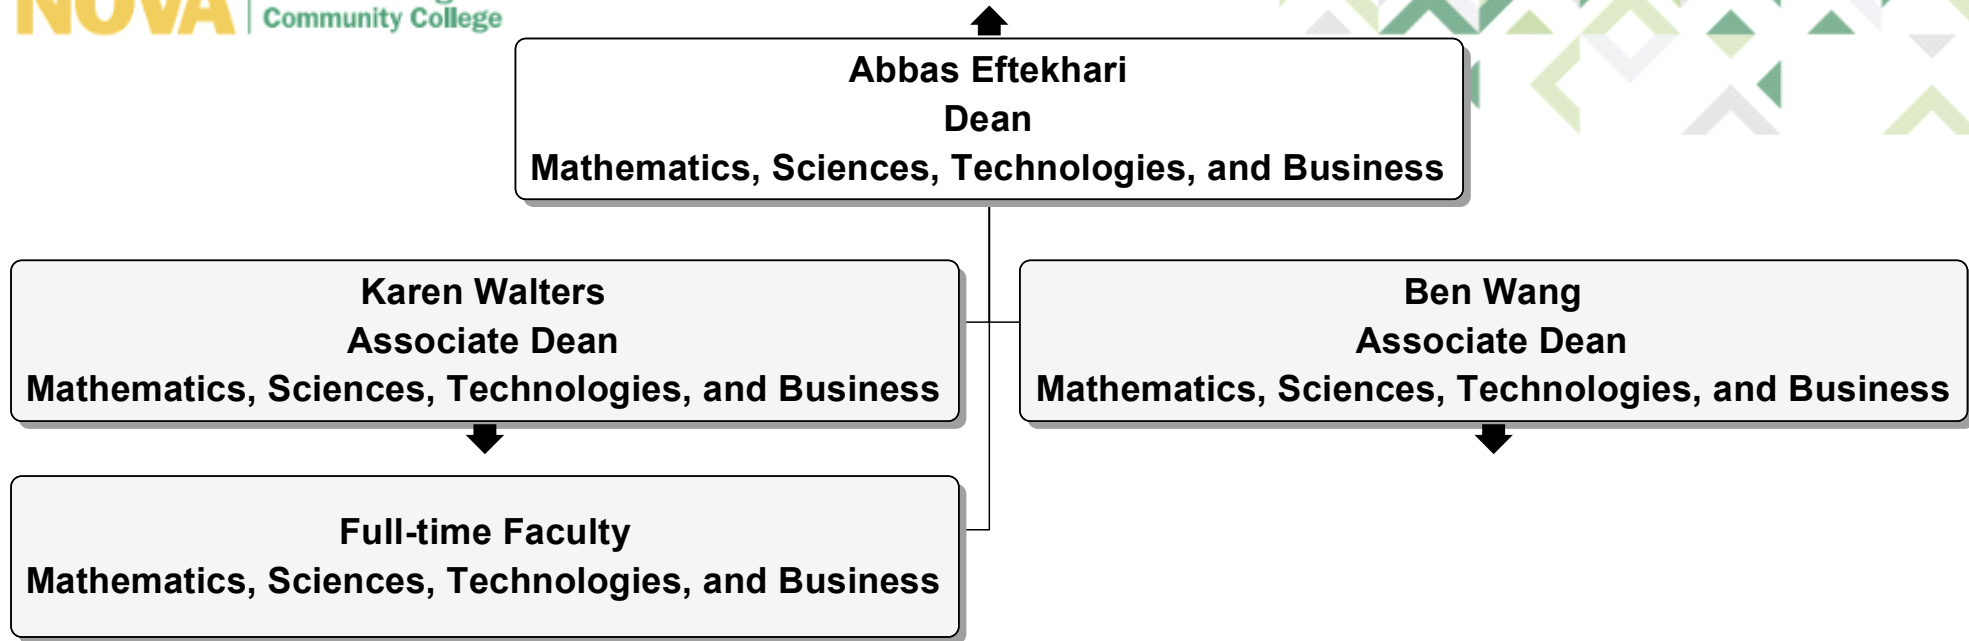 NOVA
Community College
Abbas Eftekhari
Dean
Mathematics, Sciences, Technologies, and Business
Karen Walters
Associate Dean
Mathematics, Sciences, Technologies, and Business
Ben Wang
Associate Dean
Mathematics, Sciences, Technologies, and Business
Full-time Faculty
Mathematics, Sciences, Technologies, and Business